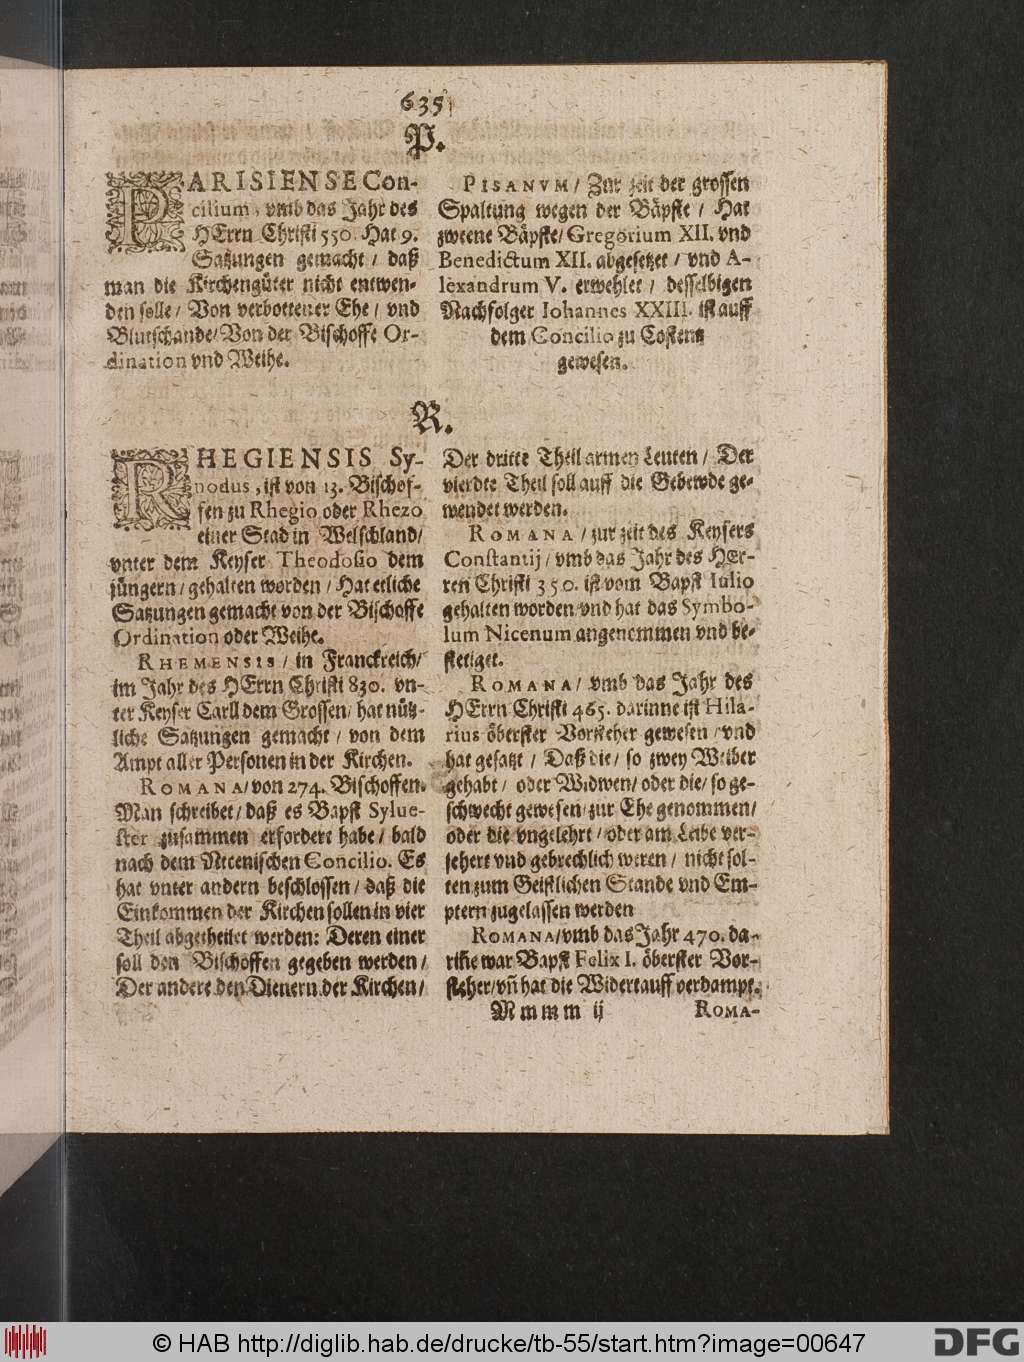 635
P.
PARISIENSE Con-
cilium, vmb das Jahr des
HErrn Christi 550. Hat 9.
Satzungen gemacht / daß
man die Kirchengüter nicht entwen-
den solle / Von verbottener Ehe / vnd
Blutschande / Von der Bischoffe Or-
dination vnd Weihe.
PISANVM / Zur zeit der grossen
Spaltung wegen der Bäpste / Hat
zweene Bäpste / Gregorium XII. vnd
Benedictum XII. abgesetzet / vnd A-
lexandrum V. erwehlet / desselbigen
Nachfolger Iohannes XXIII. ist auff
dem Concilio zu Costentz
gewesen.
R.
RHEGIENSIS Sy-
nodus, ist von 13. Bischof-
fen zu Rhegio oder Rhezo
einer Stad in Welschland /
vnter dem Keyser Theodosio dem
jüngern / gehalten worden / Hat etliche
Satzungen gemacht von der Bischoffe
Ordination oder Weihe.
RHEMENSIS / in Franckreich /
im Jahr des HErrn Christi 830. vn-
ter Keyser Carll dem Grossen / hat nütz-
liche Satzungen gemacht / von dem
Ampt aller Personen in der Kirchen.
ROMANA / von 274. Bischoffen.
Man schreibet / daß es Bapst Sylue-
ster zusammen erfordert habe / bald
nach dem Nicenischen Concilio. Es
hat vnter andern beschlossen / daß die
Einkommen der Kirchen sollen in vier
Theil abgetheilet werden: Deren einer
soll den Bischoffen gegeben werden /
Der andere den Dienern der Kirchen /
Der dritte Theil armen Leuten / Der
vierdte Theil soll auff die Gebewde ge-
wendet werden.
ROMANA / zur zeit des Keysers
Constantij / vmb das Jahr des HEr-
ren Christi 350. ist vom Bapst Iulio
gehalten worden / vnd hat das Symbo-
lum Nicenum angenommen vnd be-
stetiget.
ROMANA / vmb das Jahr des
HErrn Christi 465. darinne ist Hila-
rius öberster Vorsteher gewesen / vnd
hat gesatzt / Daß die / so zwey Weiber
gehabt / oder Widwen / oder die / so ge-
schwecht gewesen / zur Ehe genommen /
oder die vngelehrt / oder am Leibe ver-
sehert vnd gebrechlich weren / nicht sol-
ten zum Geistlichen Stande vnd Em-
ptern zugelassen werden
ROMANA / vmb das Jahr 470. da-
riñe war Bapst Felix I. öberster Vor-
steher / vñ hat die Widertauff verdampt.
Mmmm ij
ROMA-
© HAB http://diglib.hab.de/drucke/tb-55/start.htm?image=00647
DFG